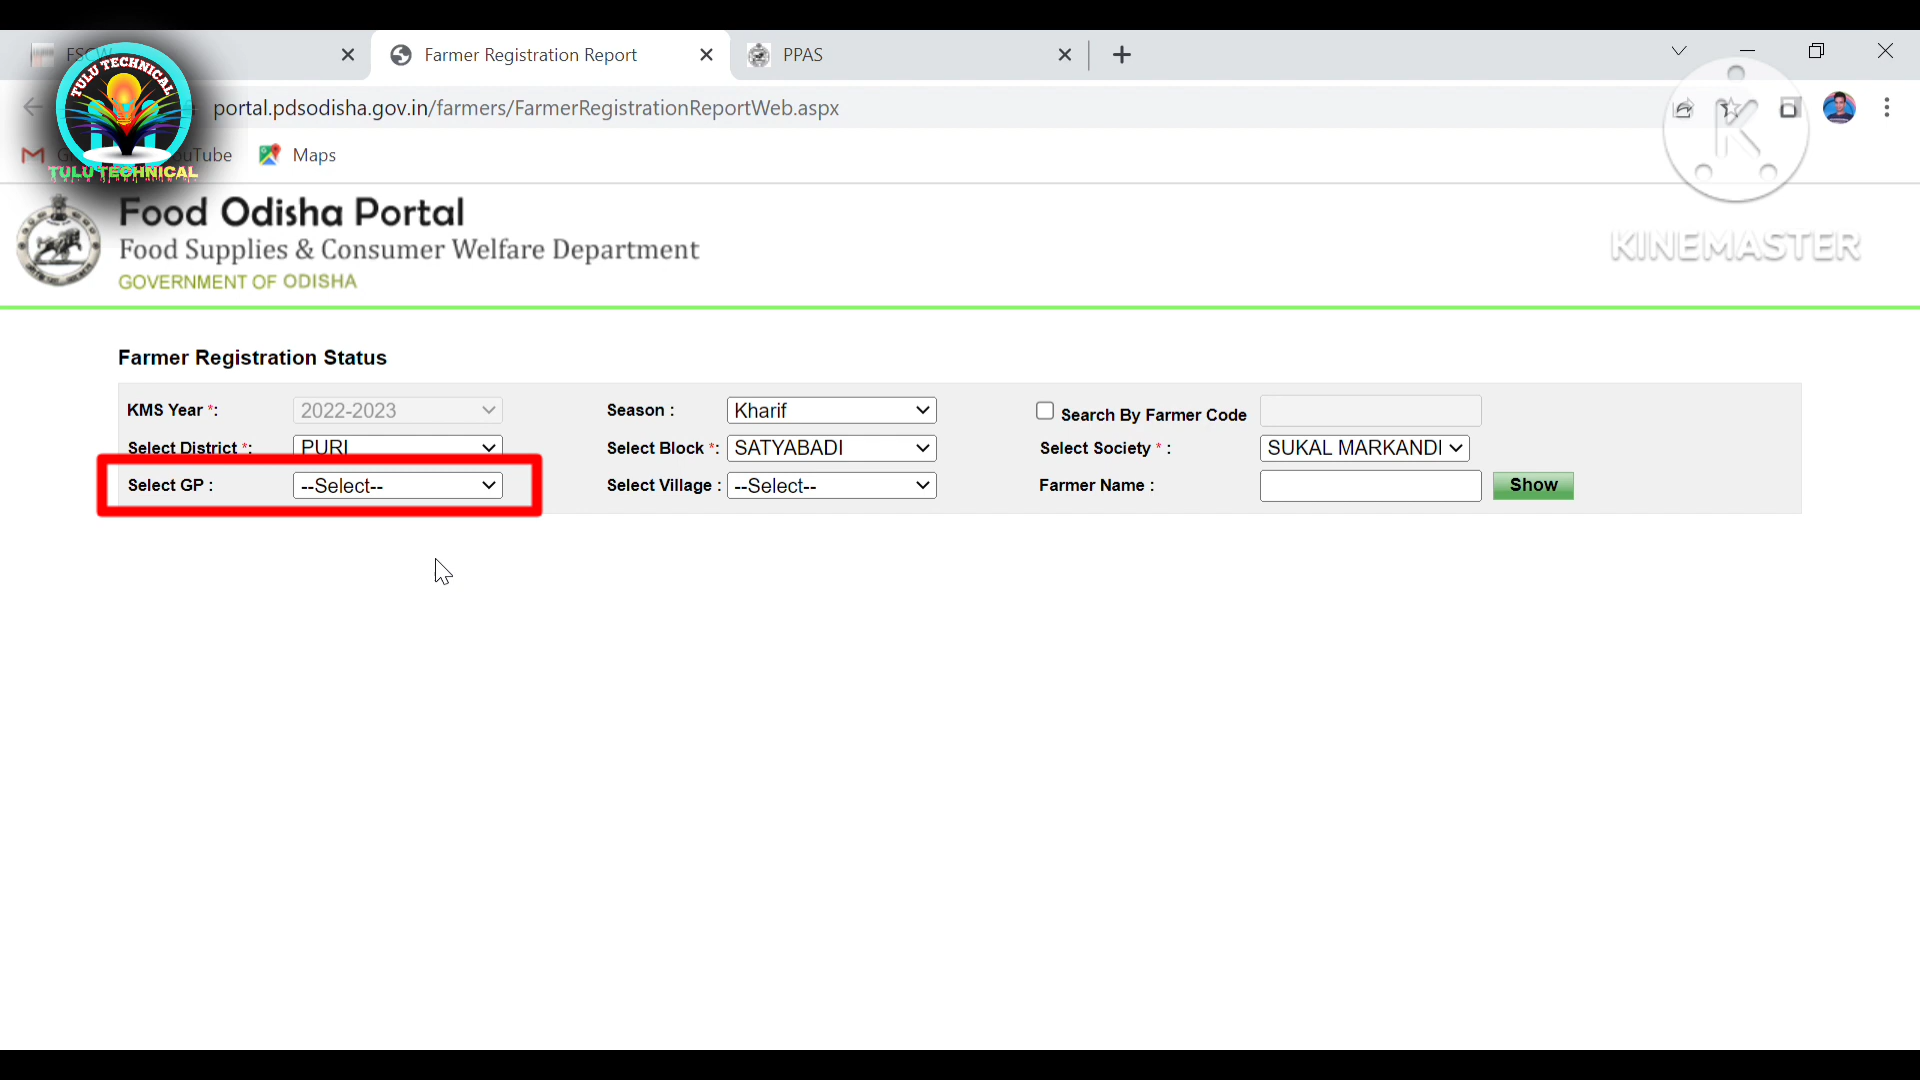 Farmer Registration Report
PPAS
portal.pdsodisha.gov.in/farmers/FarmerRegistrationReportWeb.aspx
Maps
TULU TECHNICAL
TULU TECHNICAL
Food Odisha Portal
Food Supplies & Consumer Welfare Department
GOVERNMENT OF ODISHA
K
KINEMASTER
Farmer Registration Status
KMS Year *: 2022-2023 Season : Kharif Search By Farmer Code
Select District *: PURI Select Block *: SATYABADI Select Society * : SUKAL MARKANDI
Select GP : --Select-- Select Village : --Select-- Farmer Name : Show